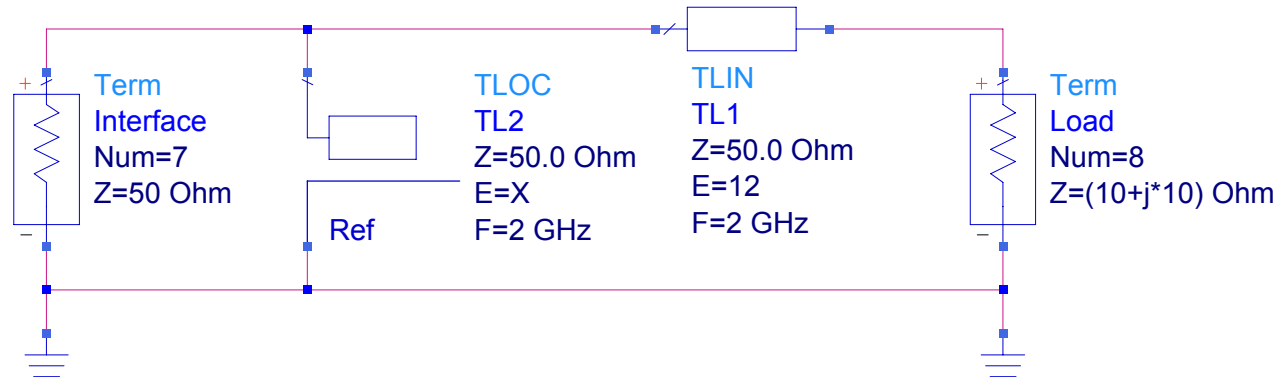 +
Term
Interface
Num=7
Z=50 Ohm
−
Ref
TLOC
TL2
Z=50.0 Ohm
E=X
F=2 GHz
TLIN
TL1
Z=50.0 Ohm
E=12
F=2 GHz
+
Term
Load
Num=8
Z=(10+j*10) Ohm
−